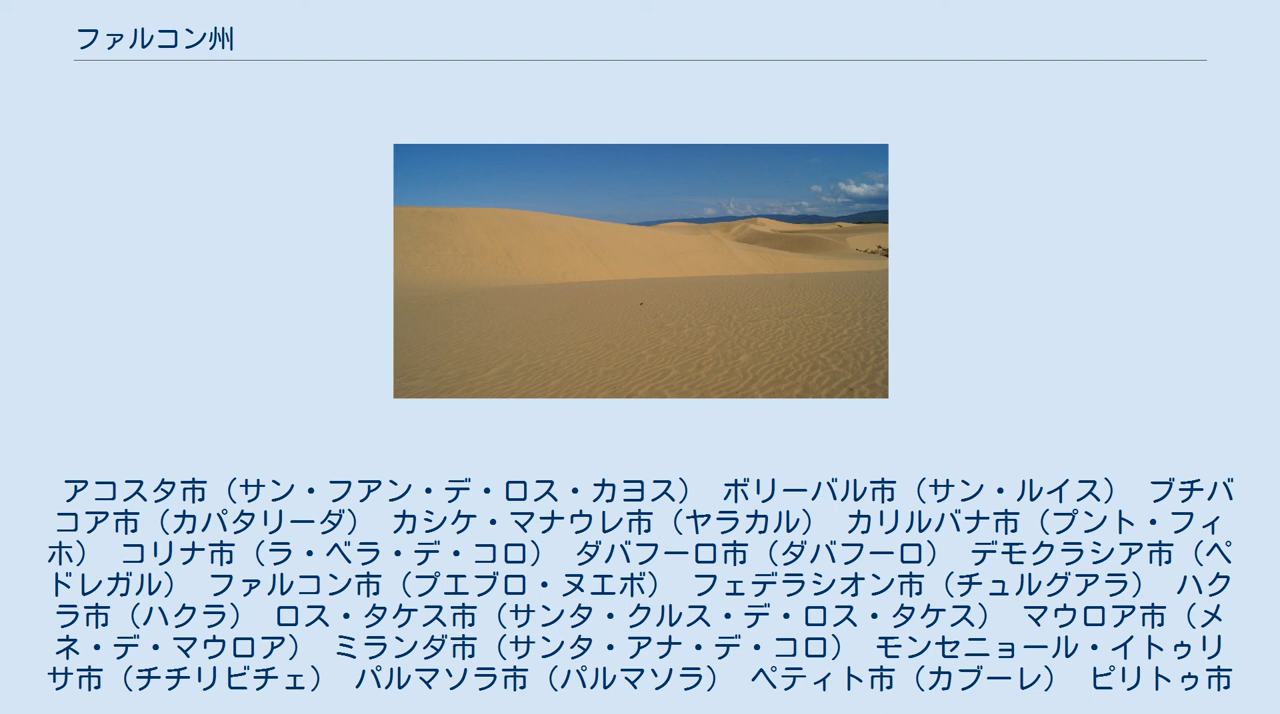 ファルコン州
アコスタ市（サン・フアン・デ・ロス・カヨス）　ボリーバル市（サン・ルイス）　ブチバ
コア市（カパタリーダ）　カシケ・マナウレ市（ヤラカル）　カリルバナ市（プント・フィ
ホ）　コリナ市（ラ・ベラ・デ・コロ）　ダバフーロ市（ダバフーロ）　デモクラシア市（ペ
ドレガル）　ファルコン市（プエブロ・ヌエボ）　フェデラシオン市（チュルグアラ）　ハク
ラ市（ハクラ）　ロス・タケス市（サンタ・クルス・デ・ロス・タケス）　マウロア市（メ
ネ・デ・マウロア）　ミランダ市（サンタ・アナ・デ・コロ）　モンセニョール・イトゥリ
サ市（チチリビチェ）　パルマソラ市（パルマソラ）　ペティト市（カブーレ）　ピリトゥ市